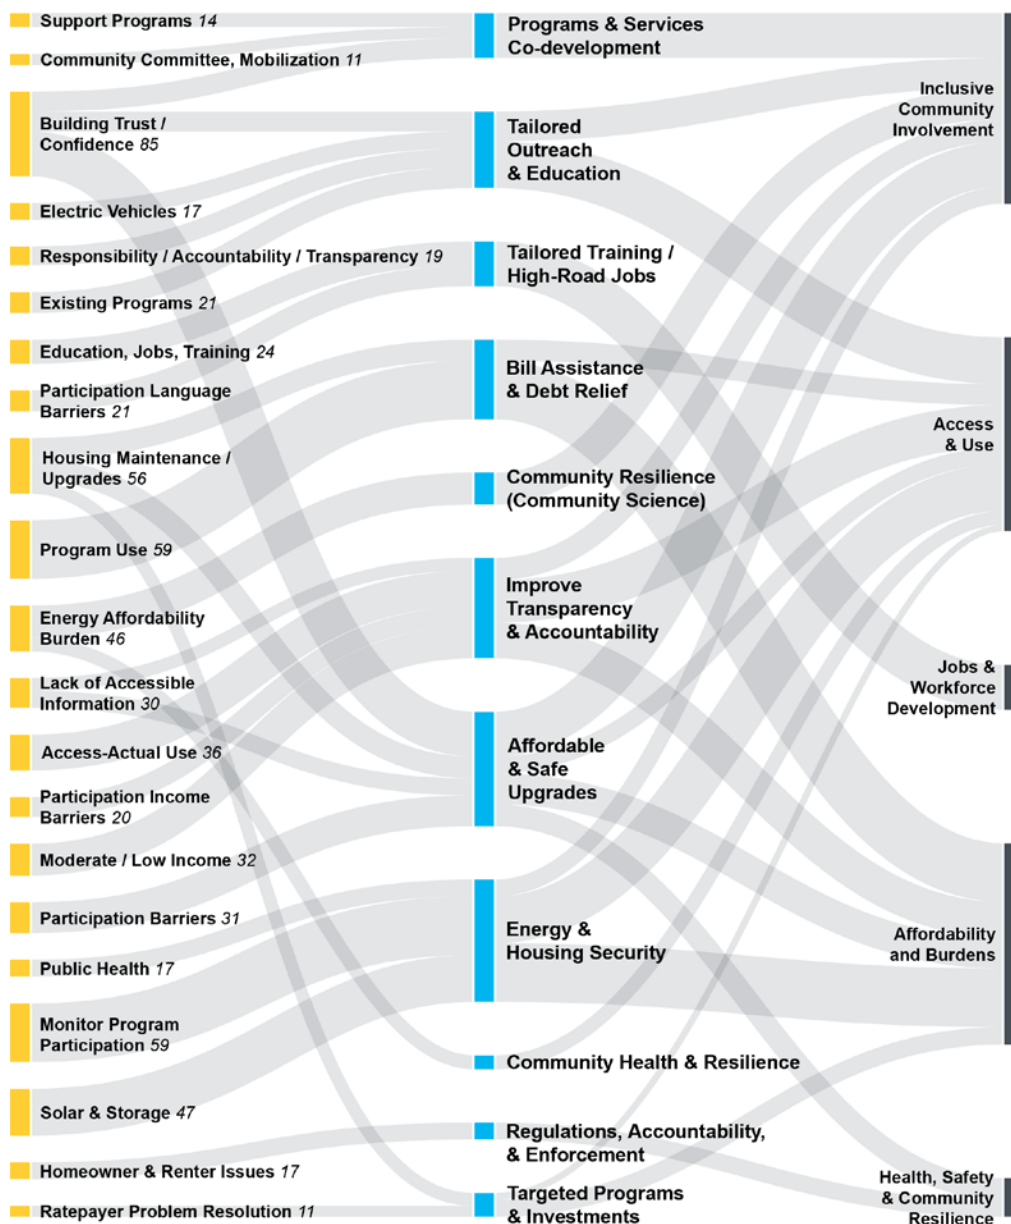 Support Programs 14
Community Committee, Mobilization 11
Building Trust /
Confidence 85
Electric Vehicles 17
Responsibility / Accountability / Transparency 19
Existing Programs 21
Education, Jobs, Training 24
Participation Language
Barriers 21
Housing Maintenance /
Upgrades 56
Program Use 59
Energy Affordability
Burden 46
Lack of Accessible
Information 30
Access-Actual Use 36
Participation Income
Barriers 20
Moderate / Low Income 32
Participation Barriers 31
Public Health 17
Monitor Program
Participation 59
Solar & Storage 47
Homeowner & Renter Issues 17
Ratepayer Problem Resolution 11
Programs & Services
Co-development
Tailored
Outreach
& Education
Tailored Training /
High-Road Jobs
Bill Assistance
& Debt Relief
Community Resilience
(Community Science)
Improve
Transparency
& Accountability
Affordable
& Safe
Upgrades
Energy &
Housing Security
Community Health & Resilience
Regulations, Accountability,
& Enforcement
Targeted Programs
& Investments
Inclusive
Community
Involvement
Access
& Use
Jobs &
Workforce
Development
Affordability
and Burdens
Health, Safety
& Community
Resilience